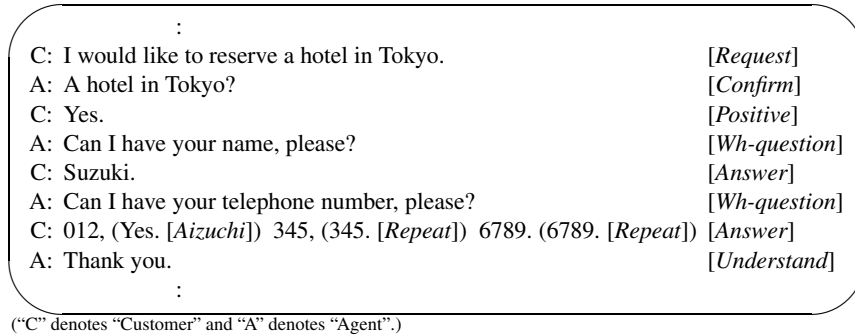 :
C: I would like to reserve a hotel in Tokyo. [Request]
A: A hotel in Tokyo? [Confirm]
C: Yes. [Positive]
A: Can I have your name, please? [Wh-question]
C: Suzuki. [Answer]
A: Can I have your telephone number, please? [Wh-question]
C: 012, (Yes. [Aizuchi]) 345, (345. [Repeat]) 6789. (6789. [Repeat]) [Answer]
A: Thank you. [Understand]
:
("C" denotes "Customer" and "A" denotes "Agent".)